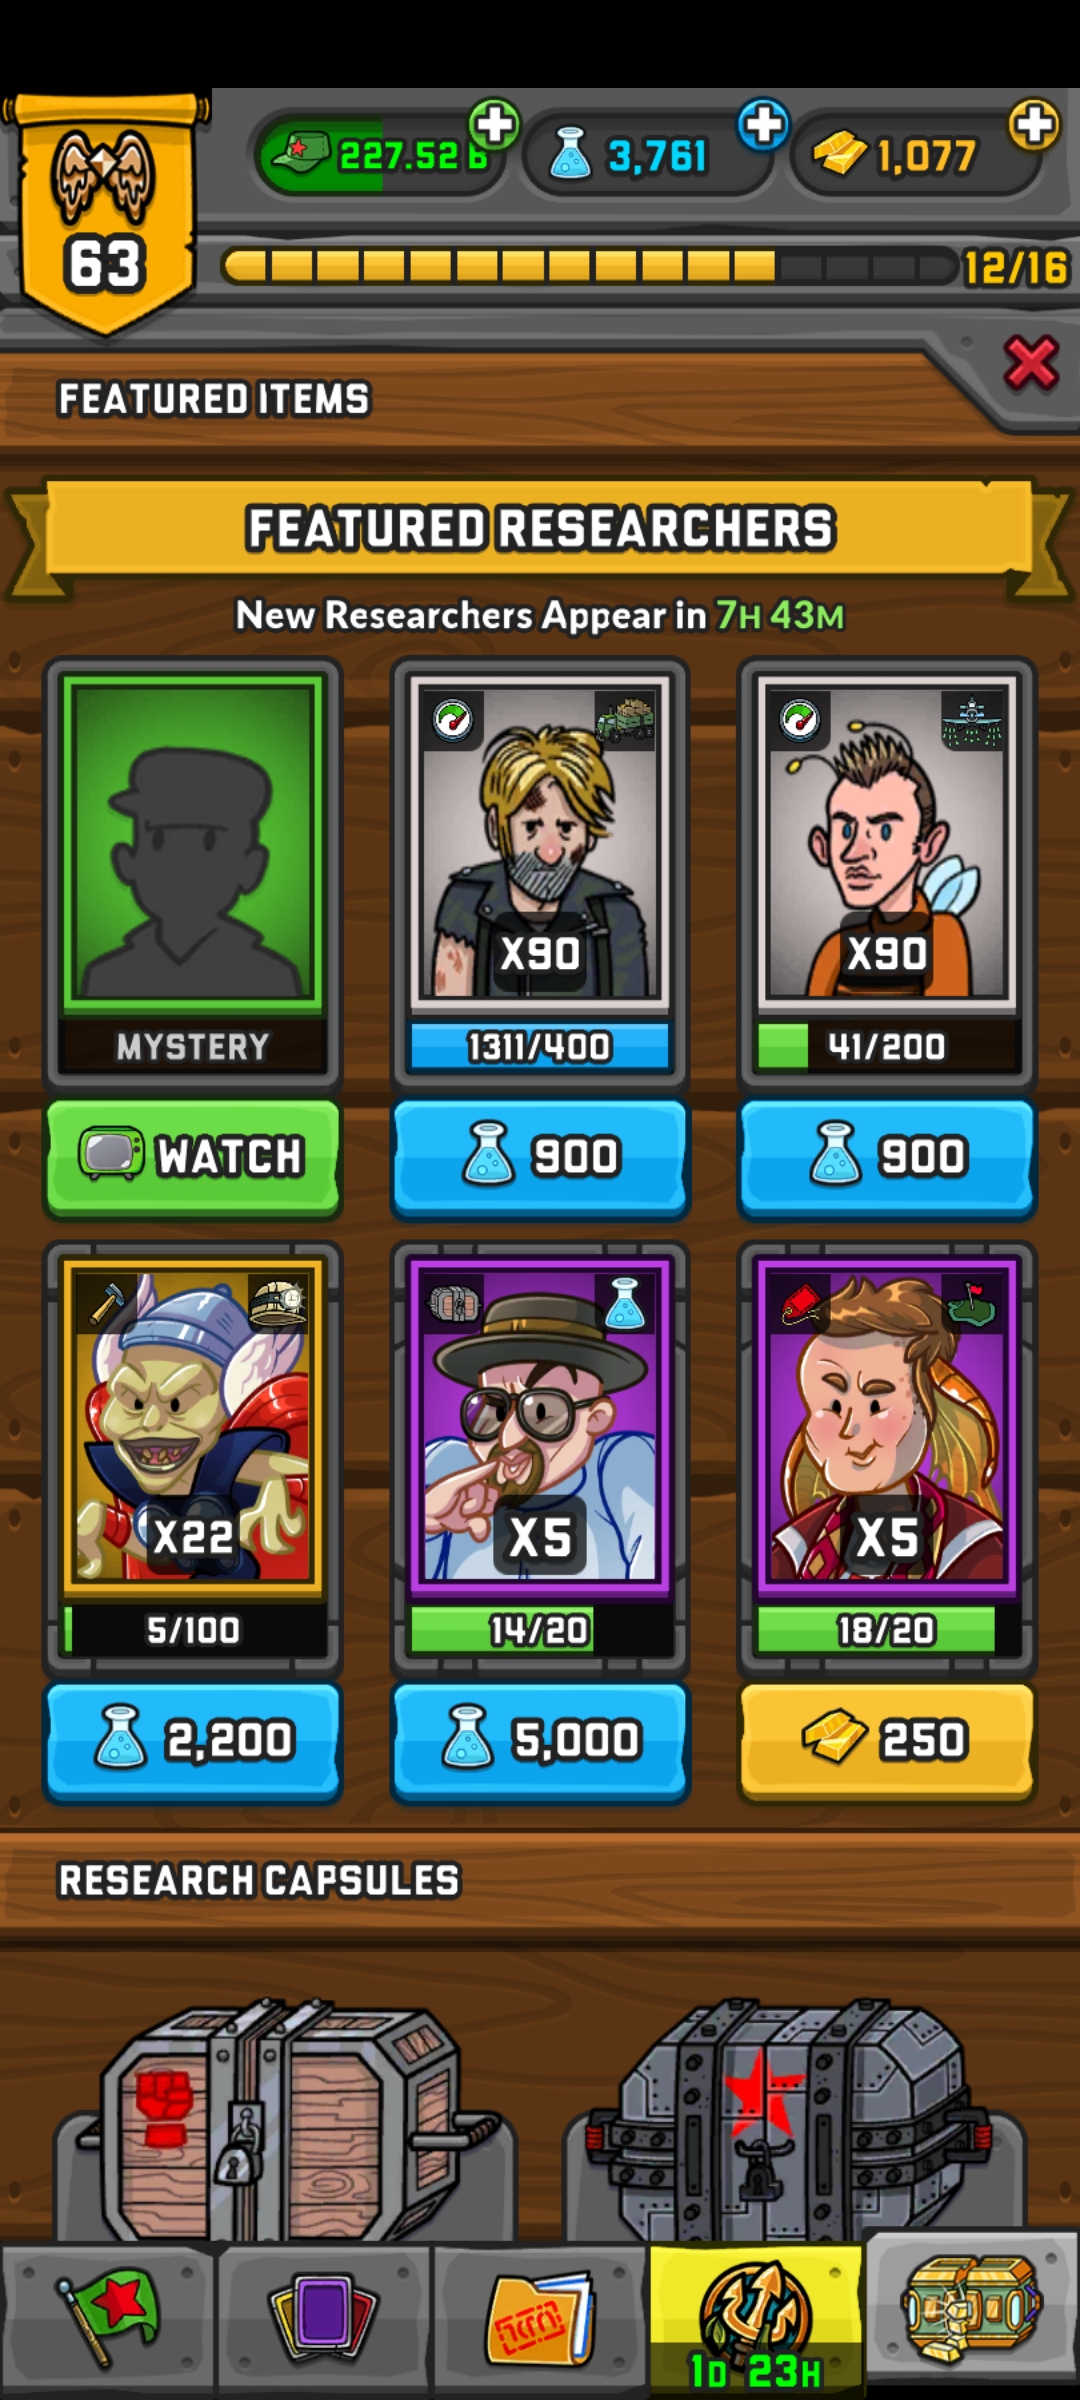 227.52 B
3,761
1,077
63
12/16
FEATURED ITEMS
FEATURED RESEARCHERS
New Researchers Appear in 7H 43M
X90
X90
MYSTERY
1311/400
41/200
WATCH
900
900
X22
X5
X5
5/100
14/20
18/20
2,200
5,000
250
RESEARCH CAPSULES
1D 23H